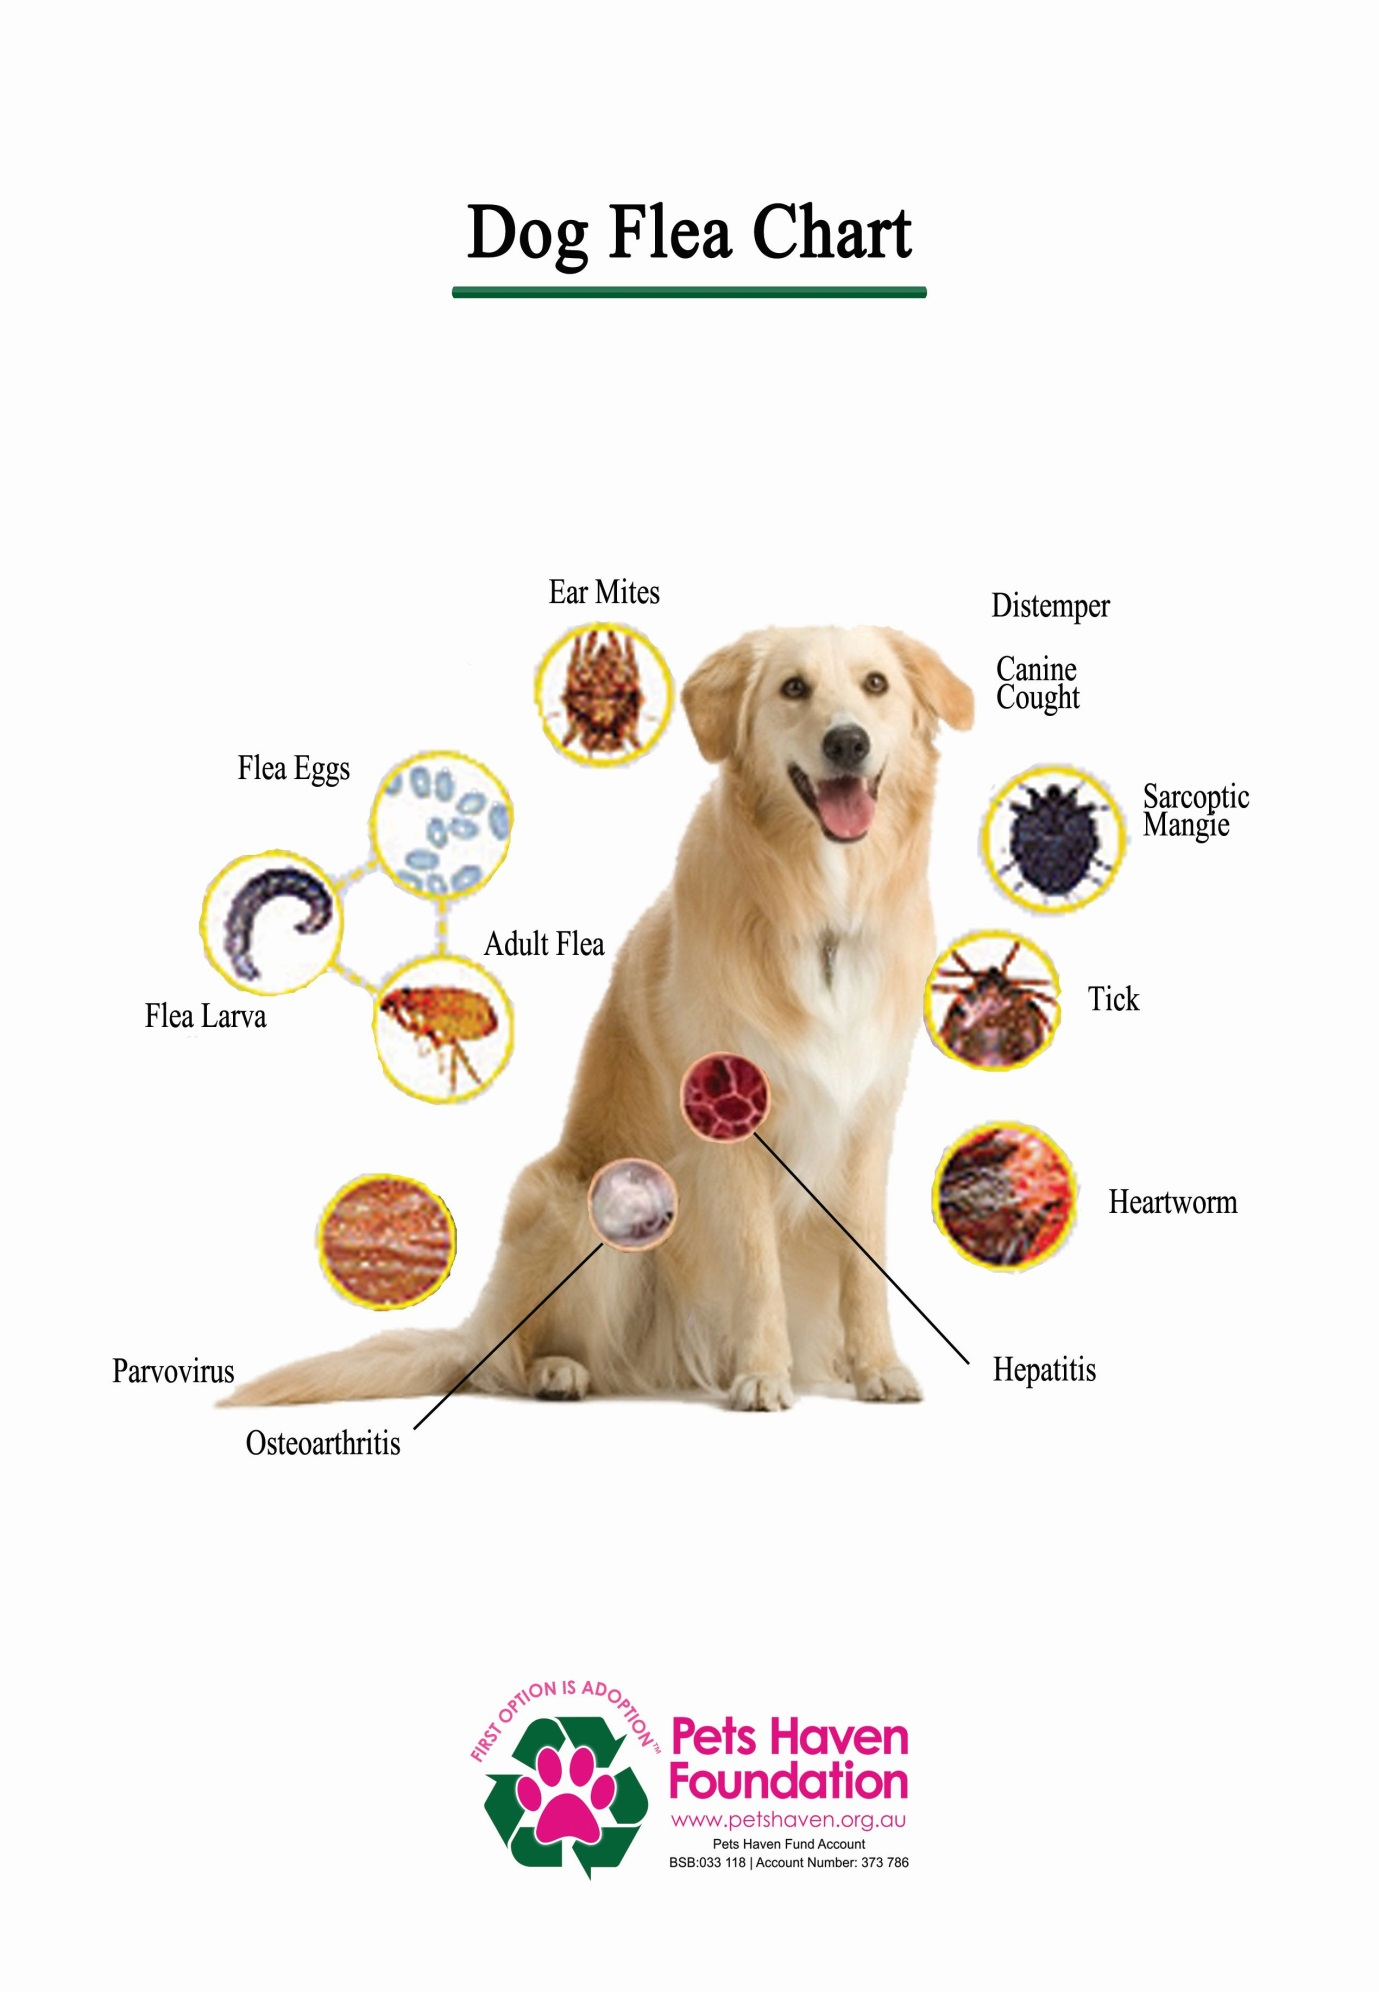 Dog Flea Chart
Ear Mites
Distemper
Canine
Cought
Flea Eggs
Sarcoptic
Mangie
Adult Flea
Tick
Flea Larva
Heartworm
Parvovirus
Hepatitis
Osteoarthritis
FIRST OPTION IS ADOPTION™
Pets Haven
Foundation
www.petshaven.org.au
Pets Haven Fund Account
BSB:033 118 | Account Number: 373 786